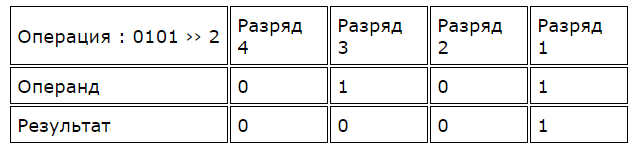 Операция : 0101 >> 2 Разряд 4 Разряд 3 Разряд 2 Разряд 1
Операнд 0 1 0 1
Результат 0 0 0 1